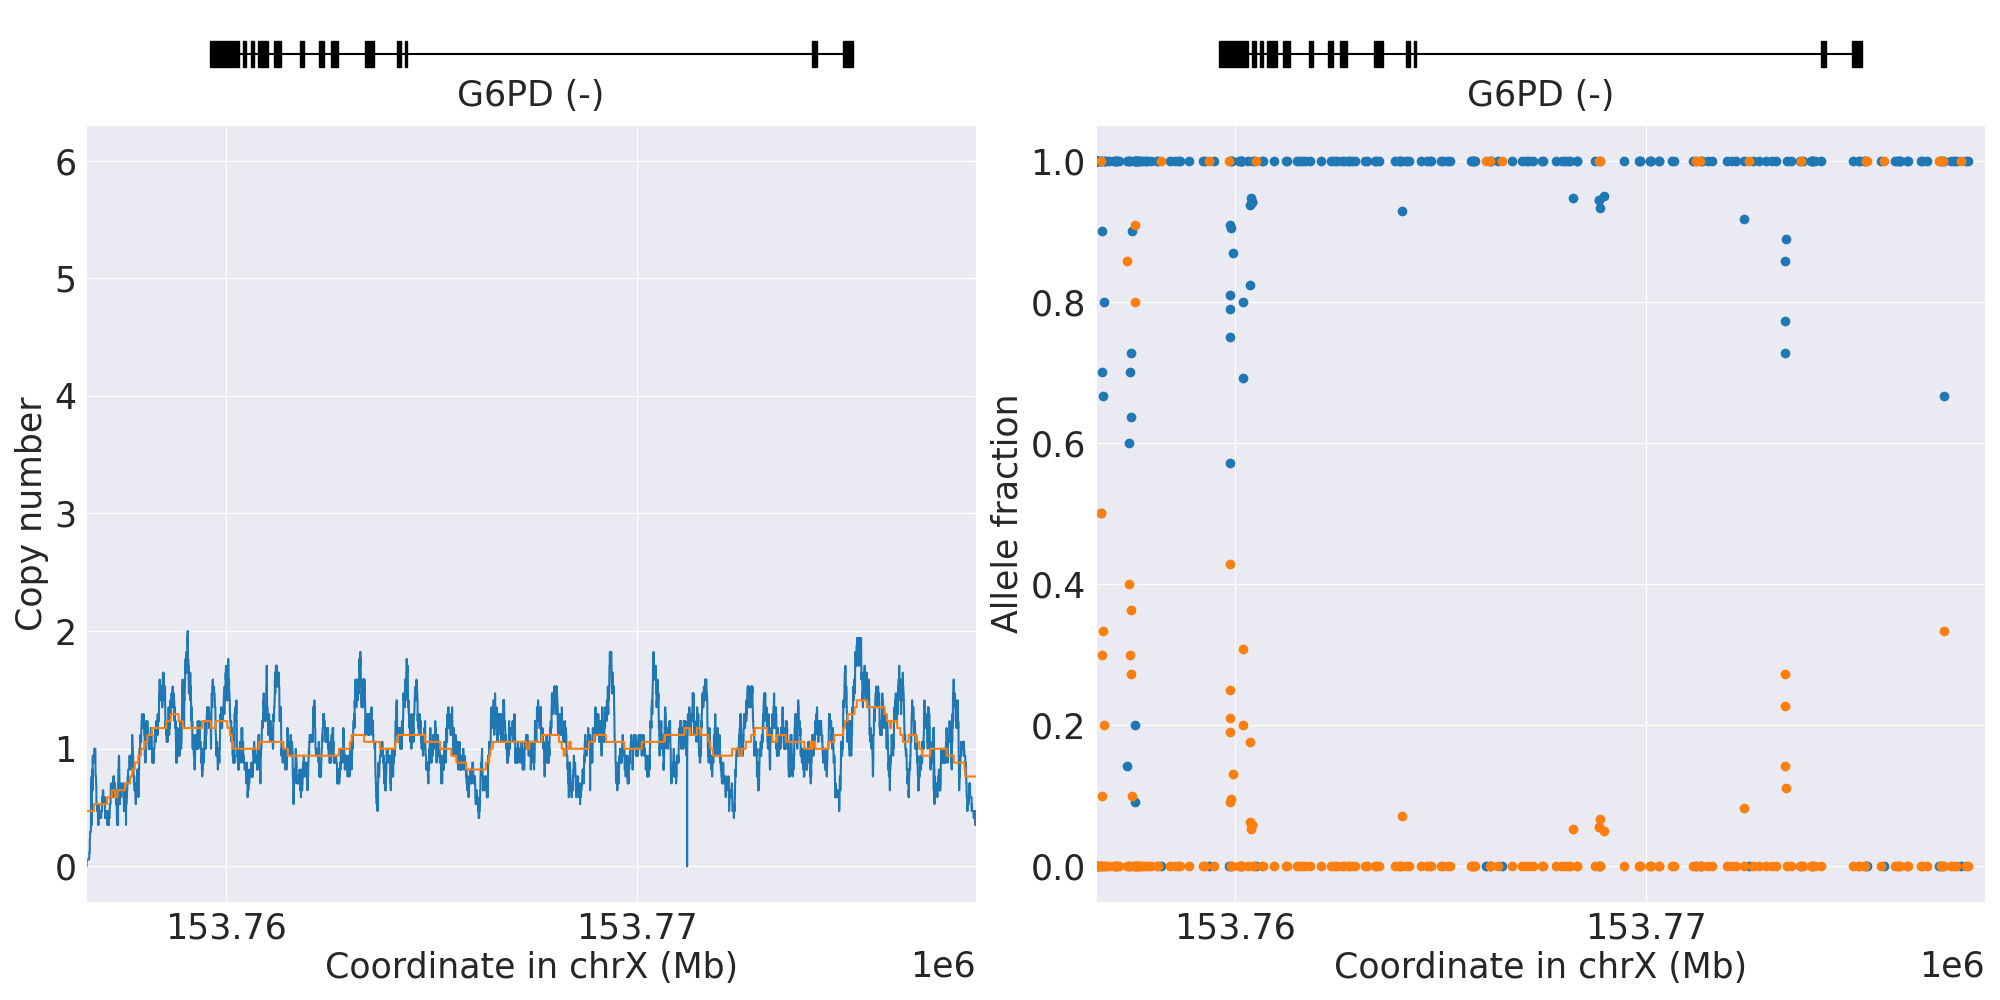 G6PD (-)
6
5
4
3
2
1
0
Copy number
153.76
153.77
Coordinate in chrX (Mb)
1e6
G6PD (-)
1.0
0.8
0.6
0.4
0.2
0.0
Allele fraction
153.76
153.77
Coordinate in chrX (Mb)
1e6